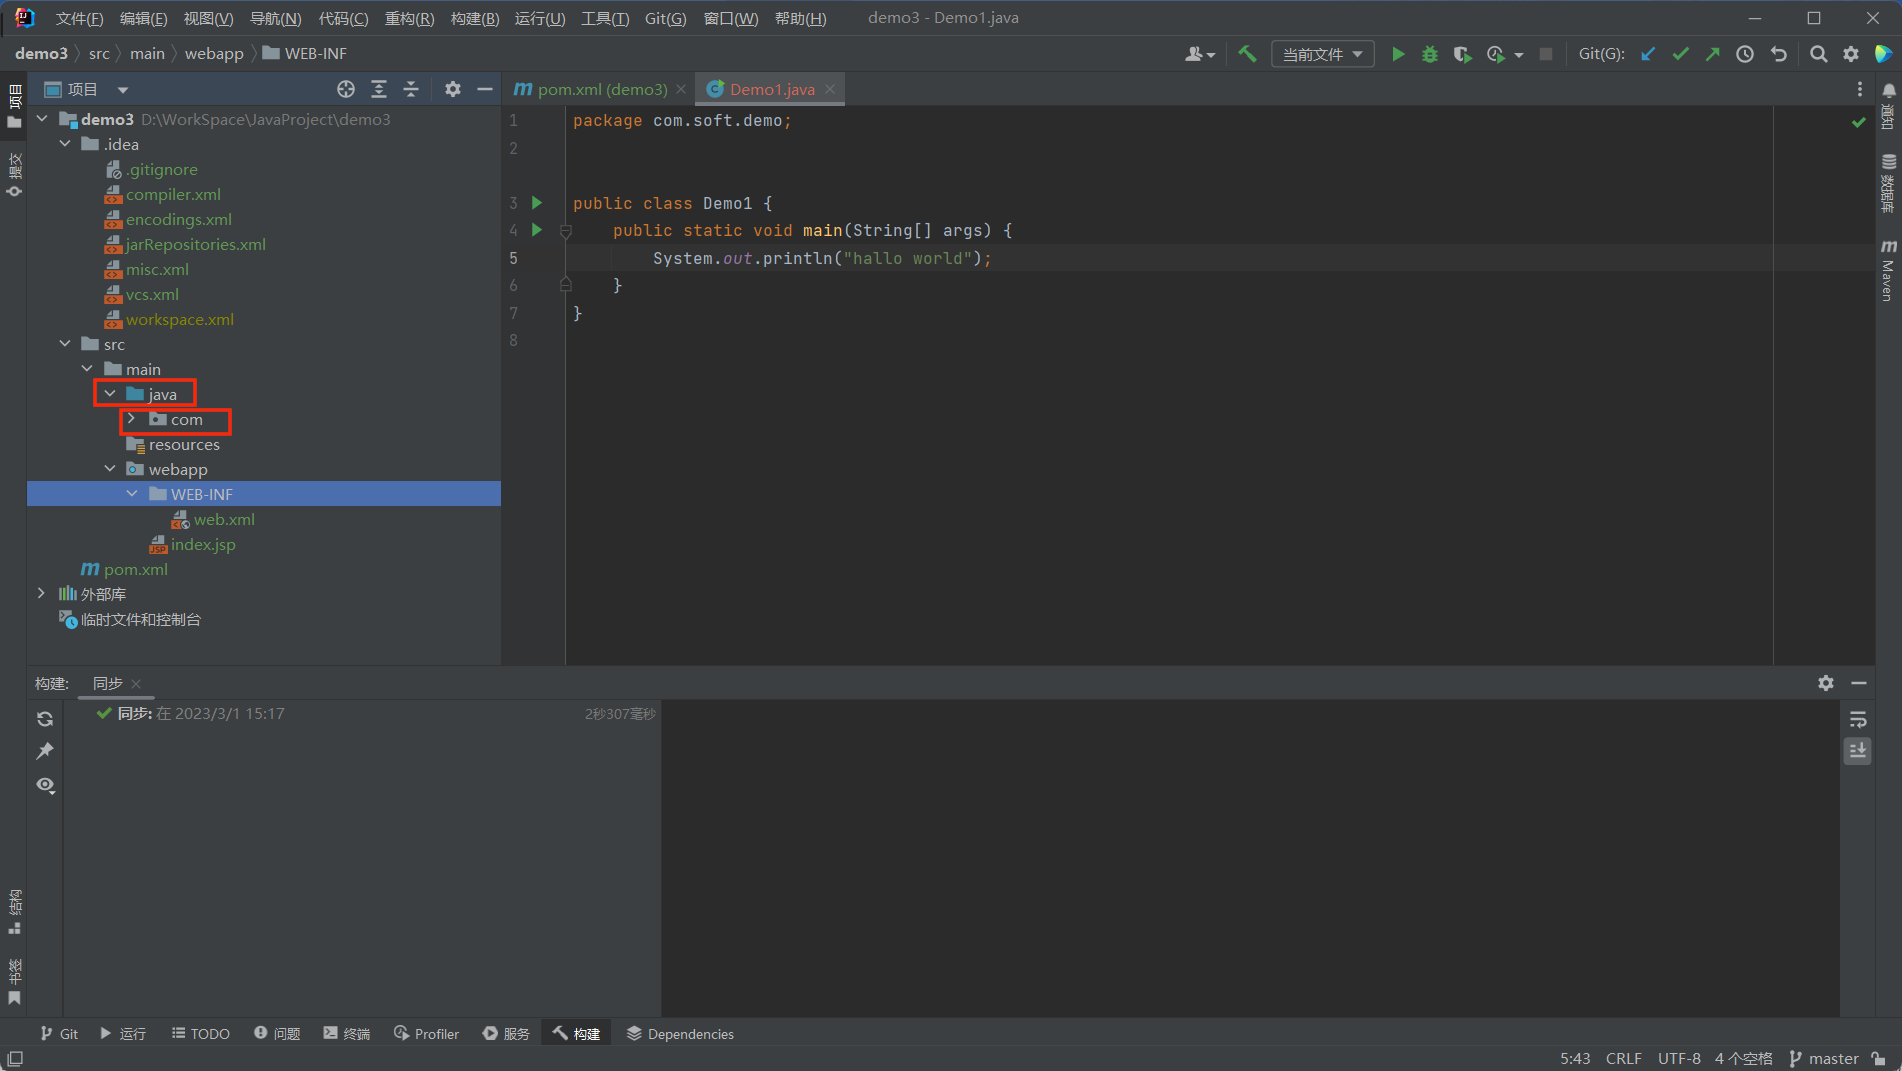 文件(F) 编辑(E) 视图(V) 导航(N) 代码(C) 重构(R) 构建(B) 运行(U) 工具(T) Git(G) 窗口(W) 帮助(H) demo3 - Demo1.java
demo3 src main webapp WEB-INF 当前文件 Git(G):
项目 pom.xml (demo3) Demo1.java
项目
提交
通知
数据库
Maven
demo3 D:\WorkSpace\JavaProject\demo3
.idea
.gitignore
compiler.xml
encodings.xml
jarRepositories.xml
misc.xml
vcs.xml
workspace.xml
src
main
java
com
resources
webapp
WEB-INF
web.xml
index.jsp
pom.xml
外部库
临时文件和控制台
1 package com.soft.demo;
2
3 public class Demo1 {
4 public static void main(String[] args) {
5 System.out.println("hallo world");
6 }
7 }
8
构建: 同步
同步: 在 2023/3/1 15:17 2秒307毫秒
结构
书签
Git 运行 TODO 问题 终端 Profiler 服务 构建 Dependencies
5:43 CRLF UTF-8 4 个空格 master